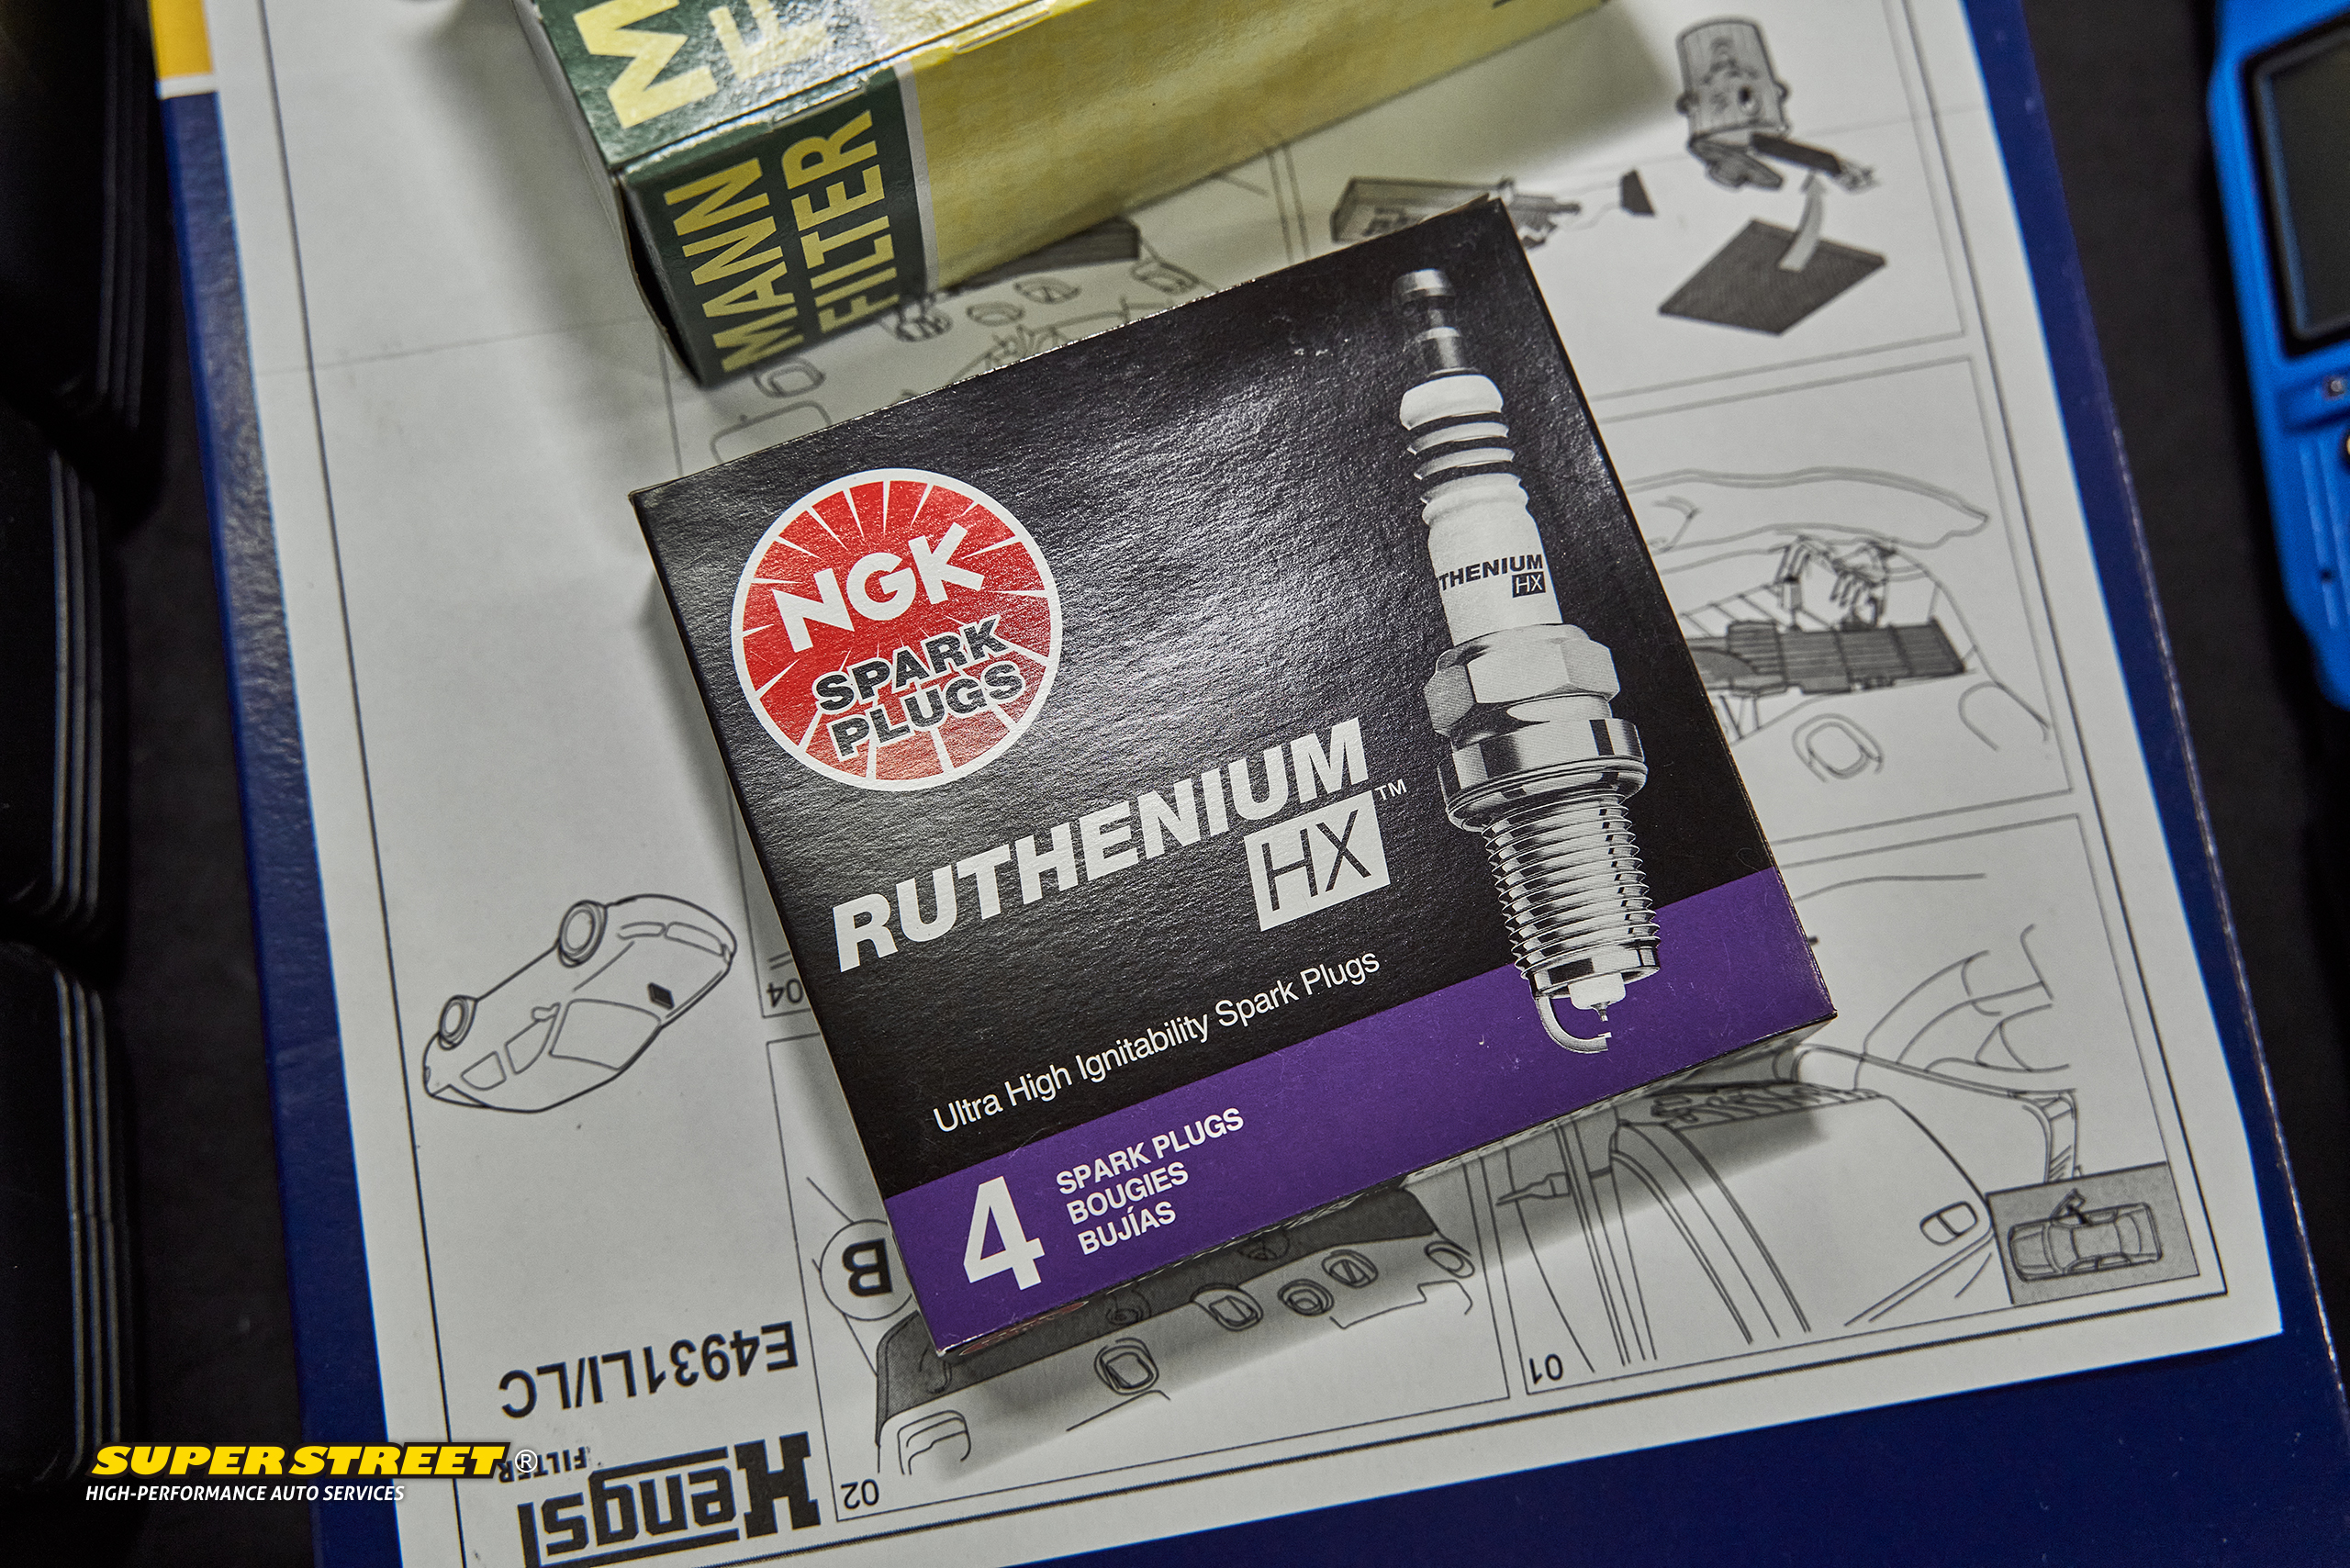 M
F
MANN
FILTER
NGK
SPARK
PLUGS
THENIUM
HX
RUTHENIUM
HX™
Ultra High Ignitability Spark Plugs
4
SPARK PLUGS
BOUGIES
BUJÍAS
04
B
E4931LI/LC
01
02
Hengst
FILTER
SUPER STREET®
HIGH-PERFORMANCE AUTO SERVICES